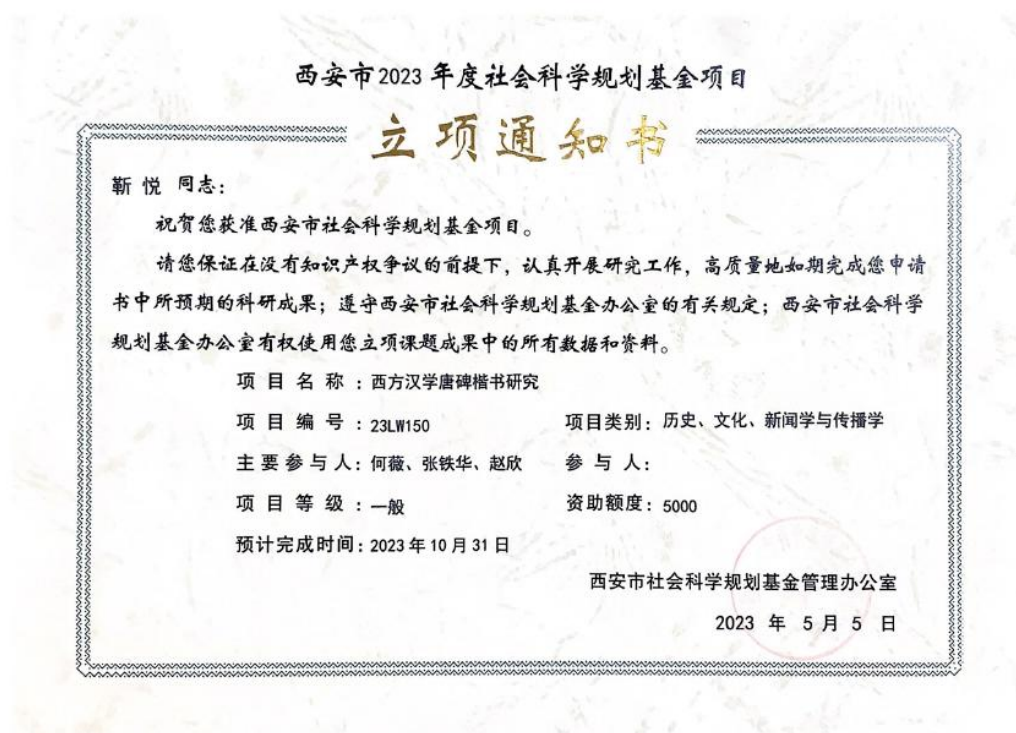 西安市2023年度社会科学规划基金项目
立项通知书
靳悦 同志：
祝贺您获准西安市社会科学规划基金项目。
请您保证在没有知识产权争议的前提下，认真开展研究工作，高质量地如期完成您申请
书中所预期的科研成果；遵守西安市社会科学规划基金办公室的有关规定；西安市社会科学
规划基金办公室有权使用您立项课题成果中的所有数据和资料。
项目名称：西方汉学唐碑楷书研究
项目编号：23LW150 项目类别：历史、文化、新闻学与传播学
主要参与人：何薇、张铁华、赵欣 参与人：
项目等级：一般 资助额度：5000
预计完成时间：2023年10月31日
西安市社会科学规划基金管理办公室
2023 年 5 月 5 日